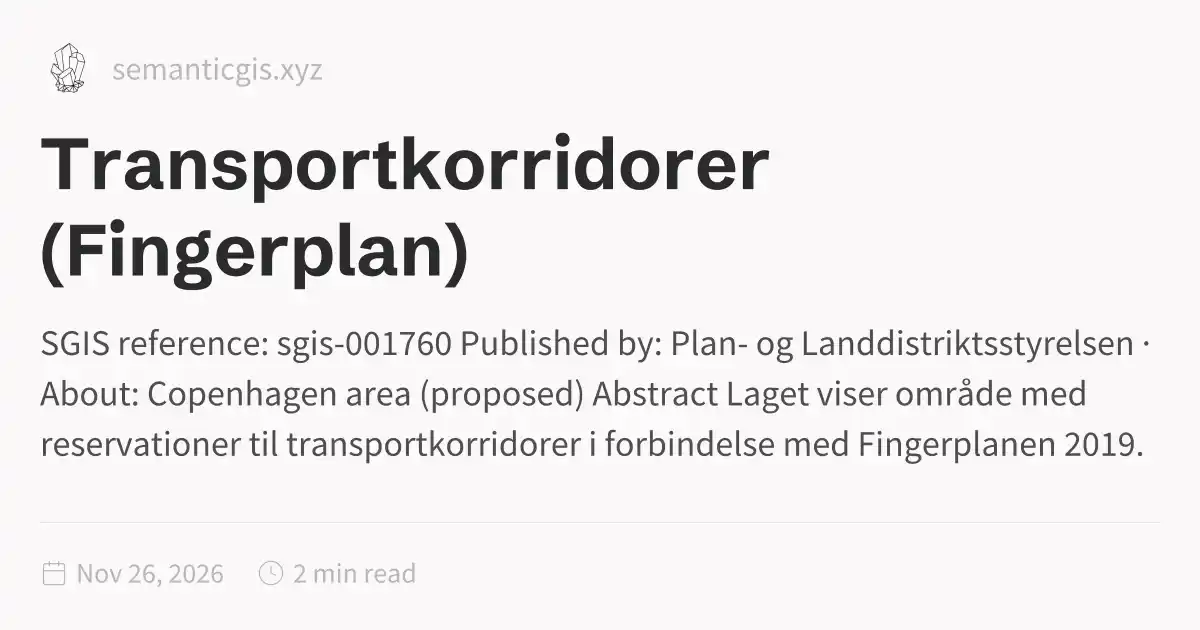 semanticgis.xyz
Transportkorridorer
(Fingerplan)
SGIS reference: sgis-001760 Published by: Plan- og Landdistriktsstyrelsen ·
About: Copenhagen area (proposed) Abstract Laget viser område med
reservationer til transportkorridorer i forbindelse med Fingerplanen 2019.
Nov 26, 2026 2 min read